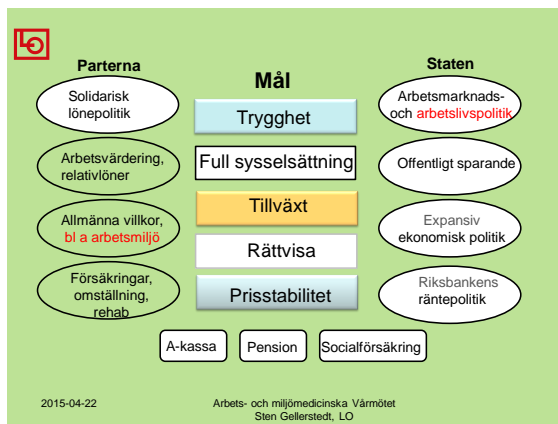 LO
Parterna
Solidarisk
lönepolitik
Arbetsvärdering,
relativlöner
Allmänna villkor,
bl a arbetsmiljö
Försäkringar,
omställning,
rehab
Mål
Trygghet
Full sysselsättning
Tillväxt
Rättvisa
Prisstabilitet
Staten
Arbetsmarknads-
och arbetslivspolitik
Offentligt sparande
Expansiv
ekonomisk politik
Riksbankens
räntepolitik
A-kassa
Pension
Socialförsäkring
2015-04-22
Arbets- och miljömedicinska Vårmötet
Sten Gellerstedt, LO